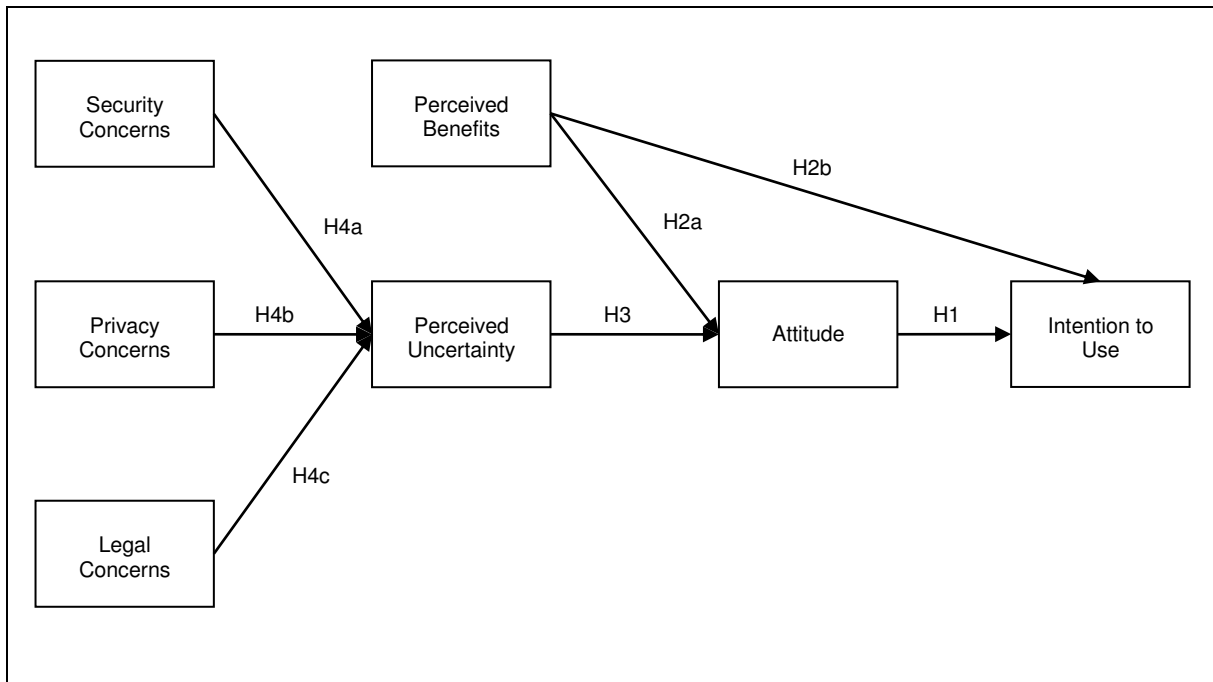 Security
Concerns
Perceived
Benefits
H2b
H4a
H2a
Privacy
Concerns
H4b
Perceived
Uncertainty
H3
Attitude
H1
Intention to
Use
H4c
Legal
Concerns